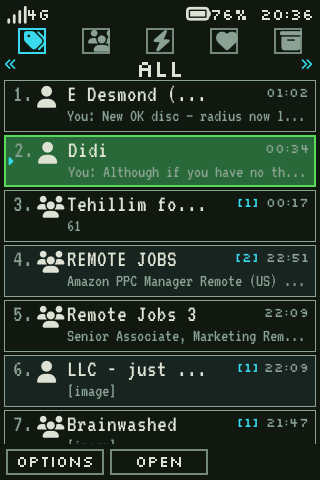 4G 76% 20:36
« »
ALL
1. E Desmond (... 01:02
You: New OK disc - radius now l...
2. Didi 00:34
You: Although if you have no th...
3. Tehillim fo... [1] 00:17
61
4. REMOTE JOBS [2] 22:51
Amazon PPC Manager Remote (US) ...
5. Remote Jobs 3 22:09
Senior Associate, Marketing Rem...
6. LLC - just ... [1] 22:09
[image]
7. Brainwashed [1] 21:47
OPTIONS OPEN